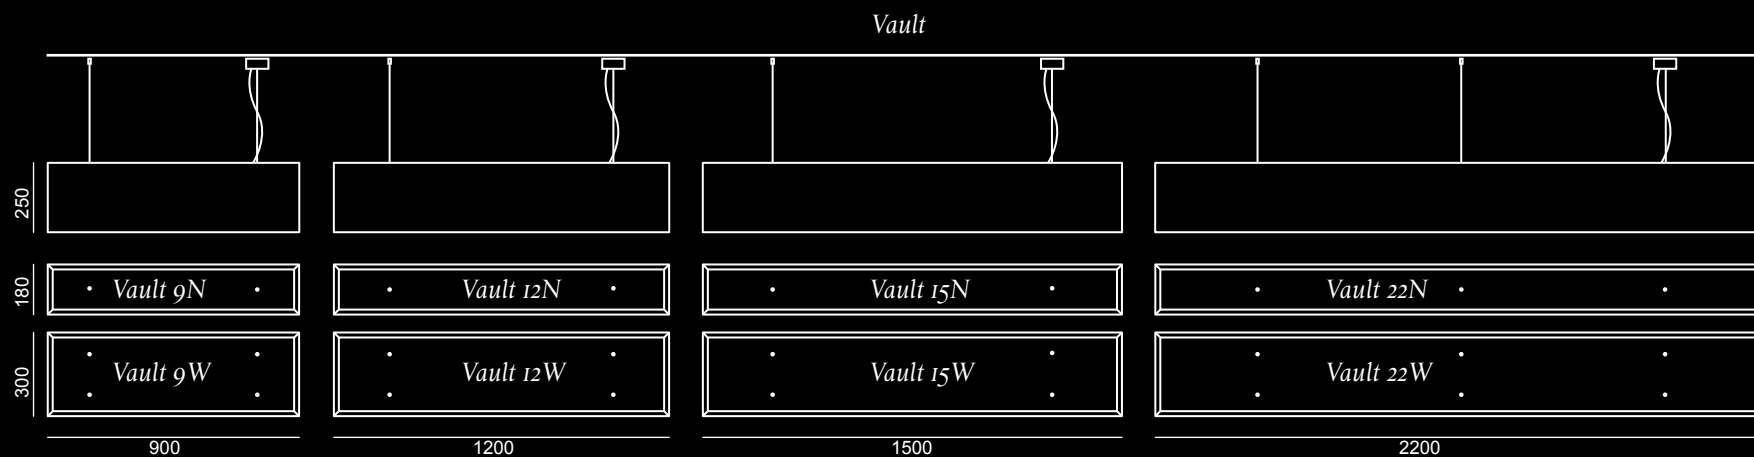 Vault
250
180
Vault 9N
Vault 12N
Vault 15N
Vault 22N
300
Vault 9W
Vault 12W
Vault 15W
Vault 22W
900
1200
1500
2200